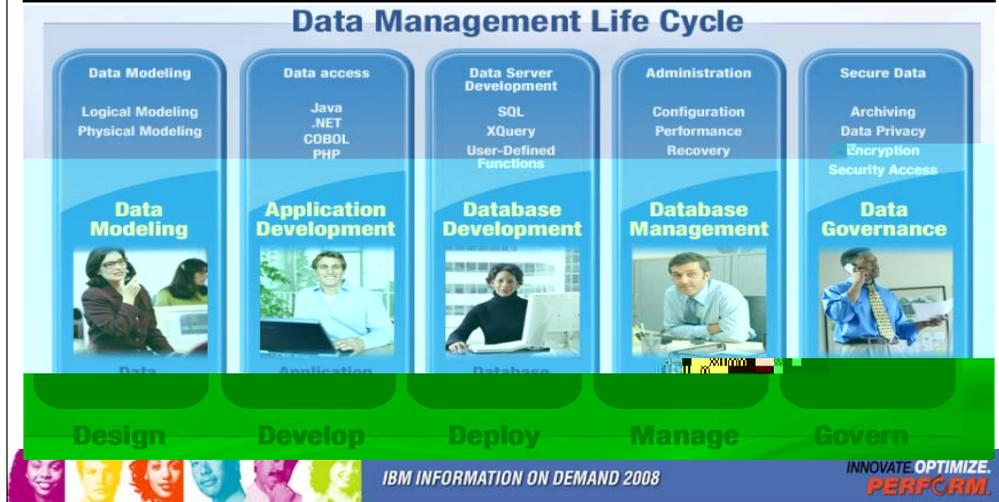 Data Management Life Cycle
Data Modeling
Logical Modeling
Physical Modeling
Data
Modeling
Data
Design
Data access
Java
.NET
COBOL
PHP
Application
Development
Application
Develop
Data Server
Development
SQL
XQuery
User-Defined
Functions
Database
Development
Database
Deploy
Administration
Configuration
Performance
Recovery
Database
Management
Manage
Secure Data
Archiving
Data Privacy
Encryption
Security Access
Data
Governance
Govern
IBM INFORMATION ON DEMAND 2008
INNOVATE.OPTIMIZE.
PERFORM.